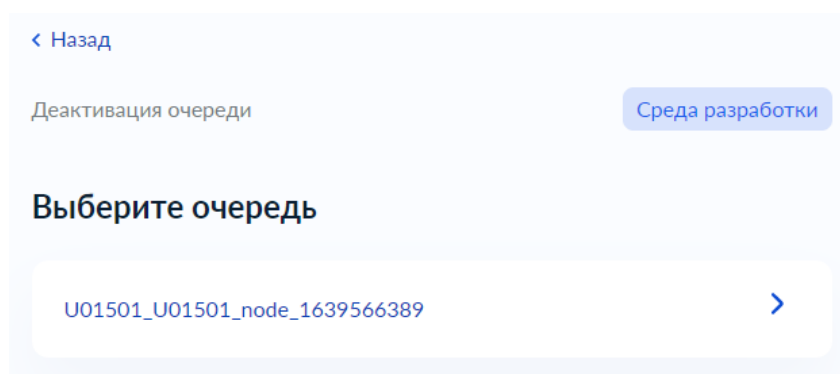 Назад
Деактивация очереди
Среда разработки
Выберите очередь
U01501_U01501_node_1639566389